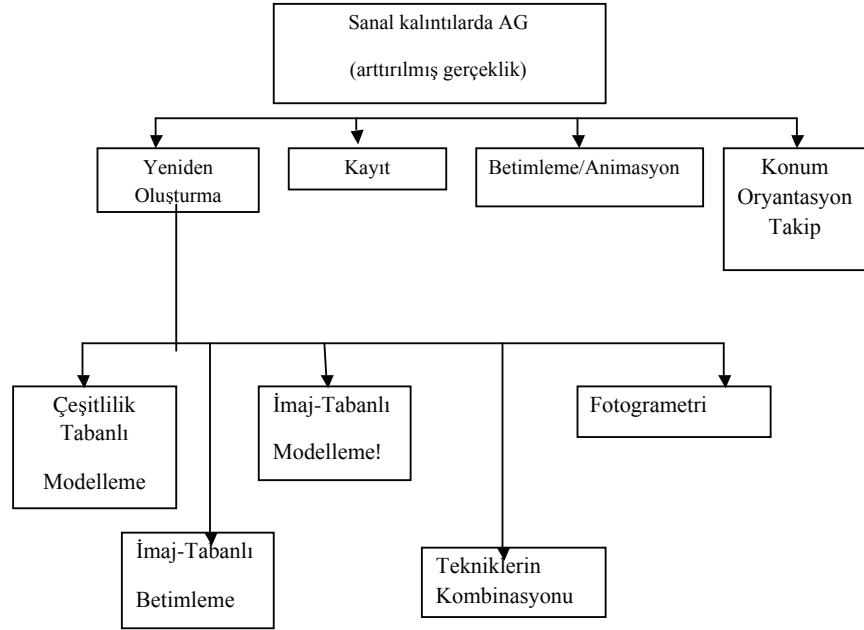 Sanal kalıntılarda AG
(arttırılmış gerçeklik)
Yeniden
Oluşturma
Kayıt
Betimleme/Animasyon
Konum
Oryantasyon
Takip
Çeşitlilik
Tabanlı
Modelleme
İmaj-Tabanlı
Modelleme!
Fotogrametri
İmaj-Tabanlı
Betimleme
Tekniklerin
Kombinasyonu